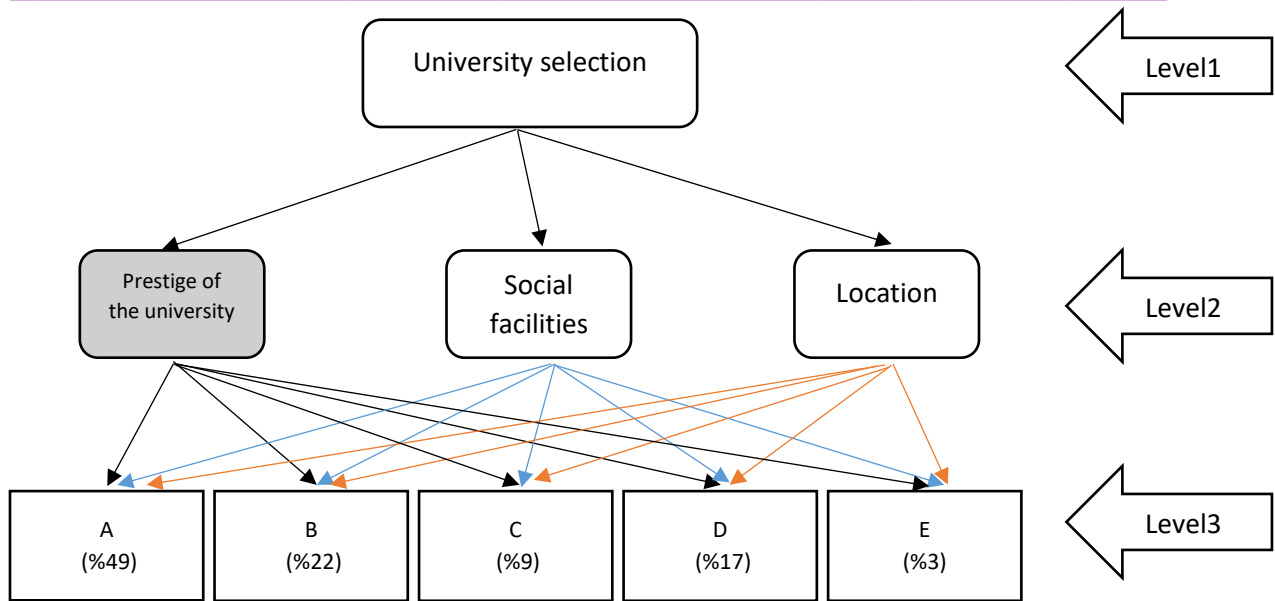 University selection
Level1
Prestige of
the university
Social
facilities
Location
Level2
A
(%49)
B
(%22)
C
(%9)
D
(%17)
E
(%3)
Level3